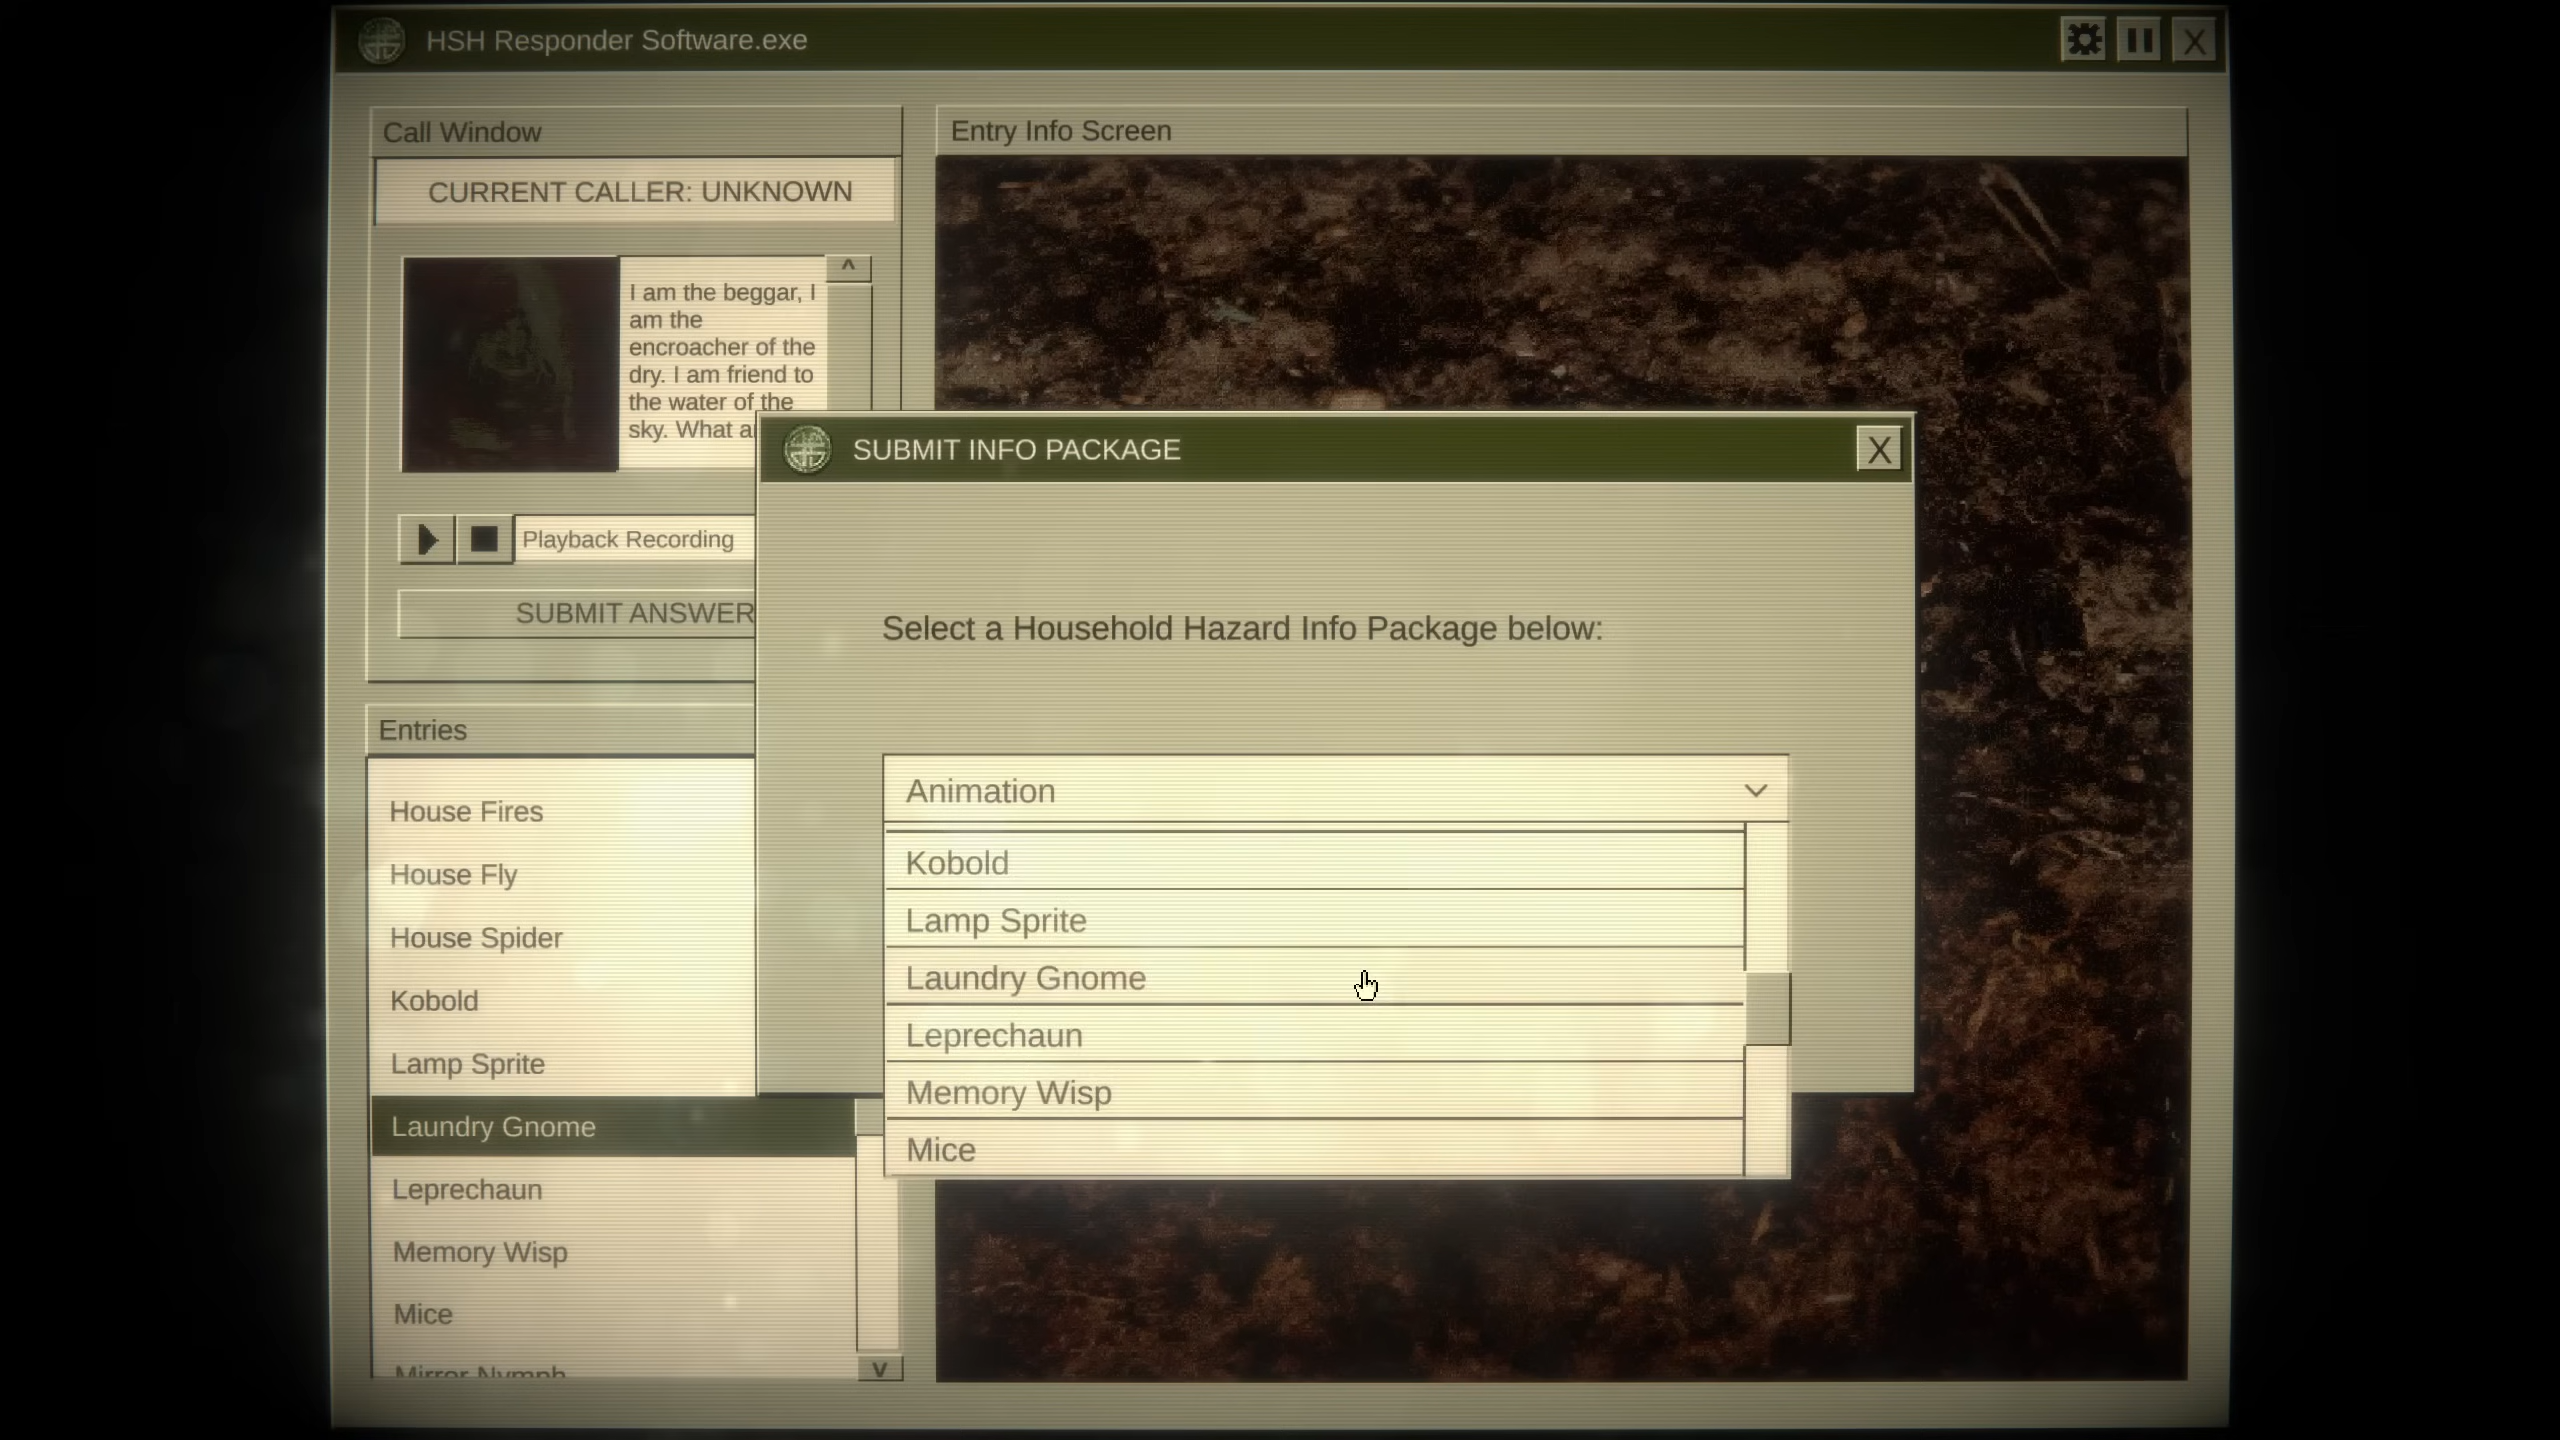 HSH Responder Software.exe
X
Call Window
CURRENT CALLER: UNKNOWN
I am the beggar, I
am the
encroacher of the
dry. I am friend to
the water of the
sky. What
Playback Recording
SUBMIT ANSWER
Entries
House Fires
House Fly
House Spider
Kobold
Lamp Sprite
Laundry Gnome
Leprechaun
Memory Wisp
Mice
Mirror Nymph
Entry Info Screen
SUBMIT INFO PACKAGE
X
Select a Household Hazard Info Package below:
Animation
Kobold
Lamp Sprite
Laundry Gnome
Leprechaun
Memory Wisp
Mice